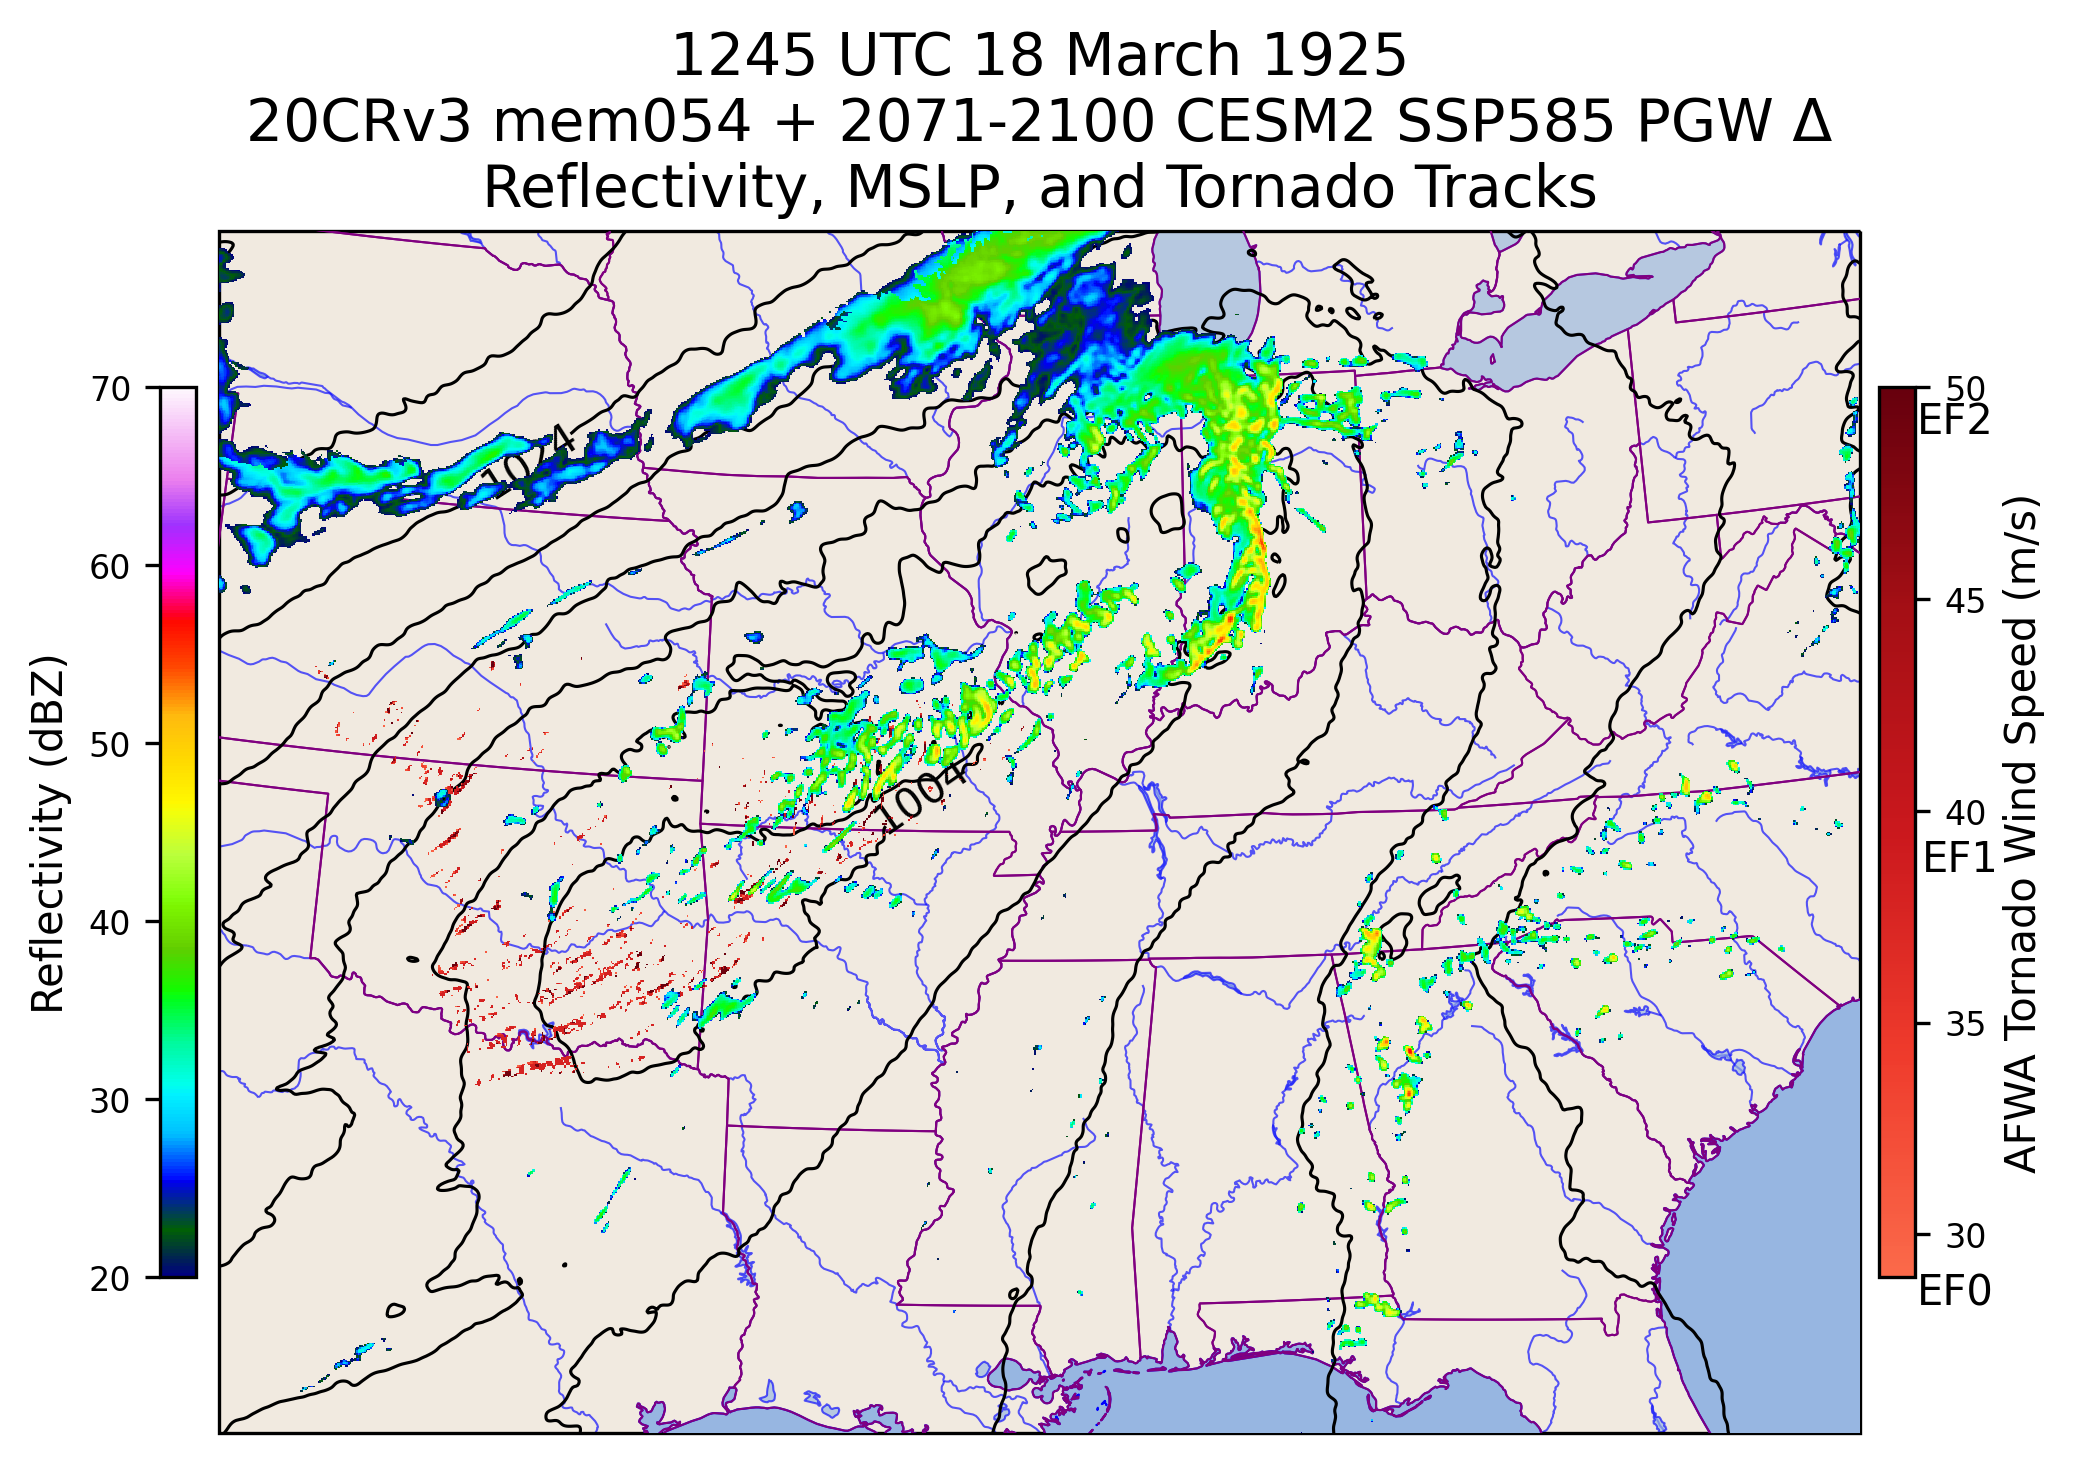 1245 UTC 18 March 1925
20CRv3 mem054 + 2071-2100 CESM2 SSP585 PGW Δ
Reflectivity, MSLP, and Tornado Tracks
70
60
50
40
30
20
Reflectivity (dBZ)
1024
1004
50
EF2
45
40
EF1
35
30
EF0
AFWA Tornado Wind Speed (m/s)